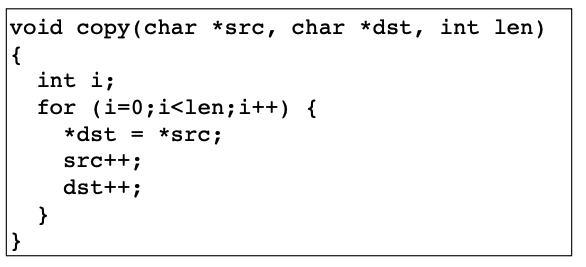 void copy(char *src, char *dst, int len)
{
  int i;
  for (i=0;i<len;i++) {
    *dst = *src;
    src++;
    dst++;
  }
}